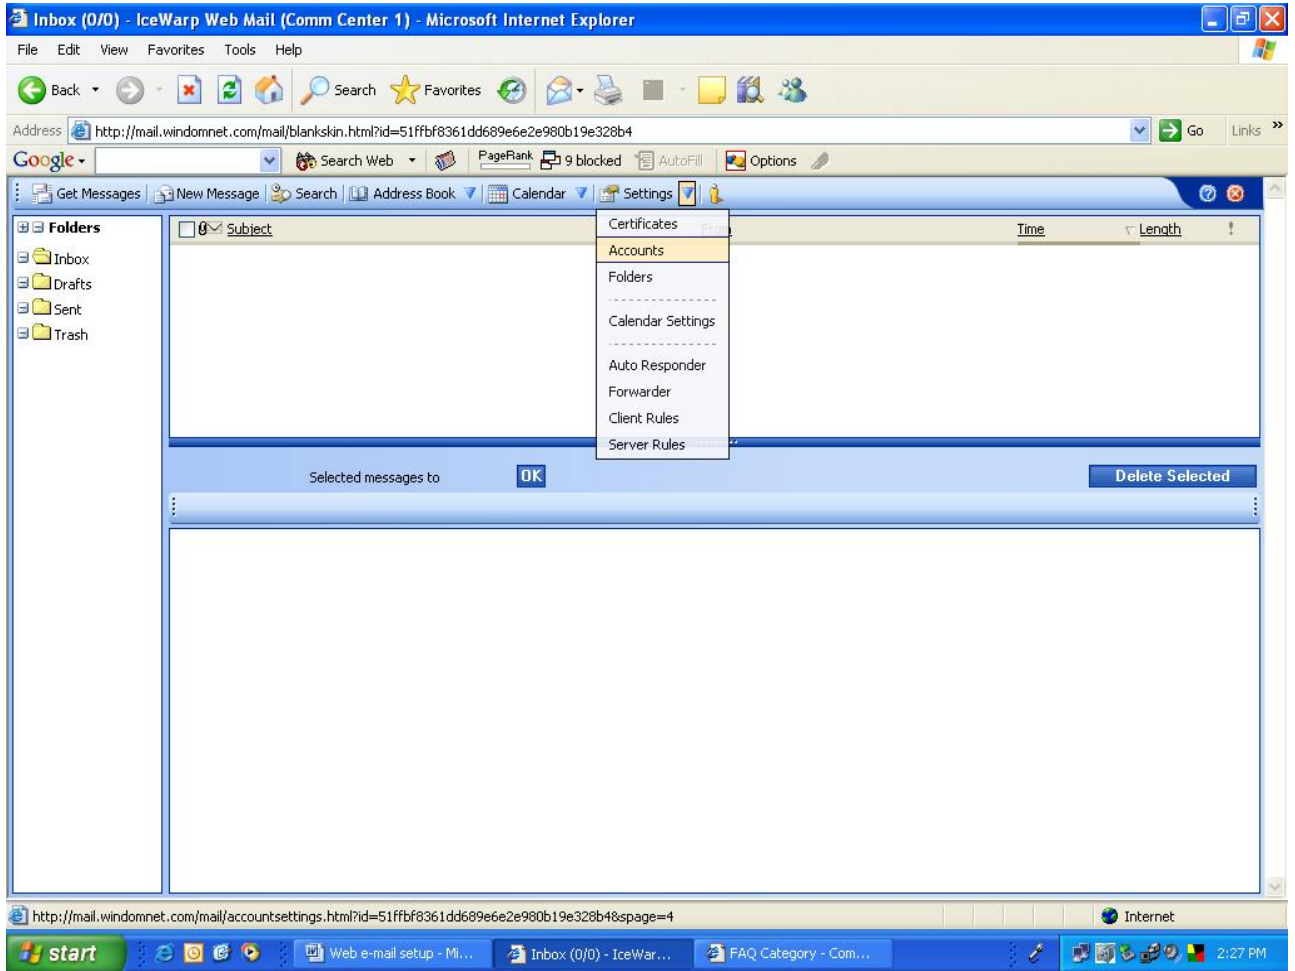 Inbox (0/0) - IceWarp Web Mail (Comm Center 1) - Microsoft Internet Explorer
File Edit View Favorites Tools Help
Back Search Favorites
Address http://mail.windomnet.com/mail/blankskin.html?id=51ffbf8361dd689e6e2e980b19e328b4 Go Links »
Google Search Web PageRank 9 blocked AutoFill Options
Get Messages New Message Search Address Book Calendar Settings
Folders Subject From Time Length !
Inbox
Drafts
Sent
Trash
Certificates
Accounts
Folders
Calendar Settings
Auto Responder
Forwarder
Client Rules
Server Rules
Selected messages to OK Delete Selected
http://mail.windomnet.com/mail/accountsettings.html?id=51ffbf8361dd689e6e2e980b19e328b4&spage=4 Internet
start Web e-mail setup - Mi... Inbox (0/0) - IceWar... FAQ Category - Com... 2:27 PM